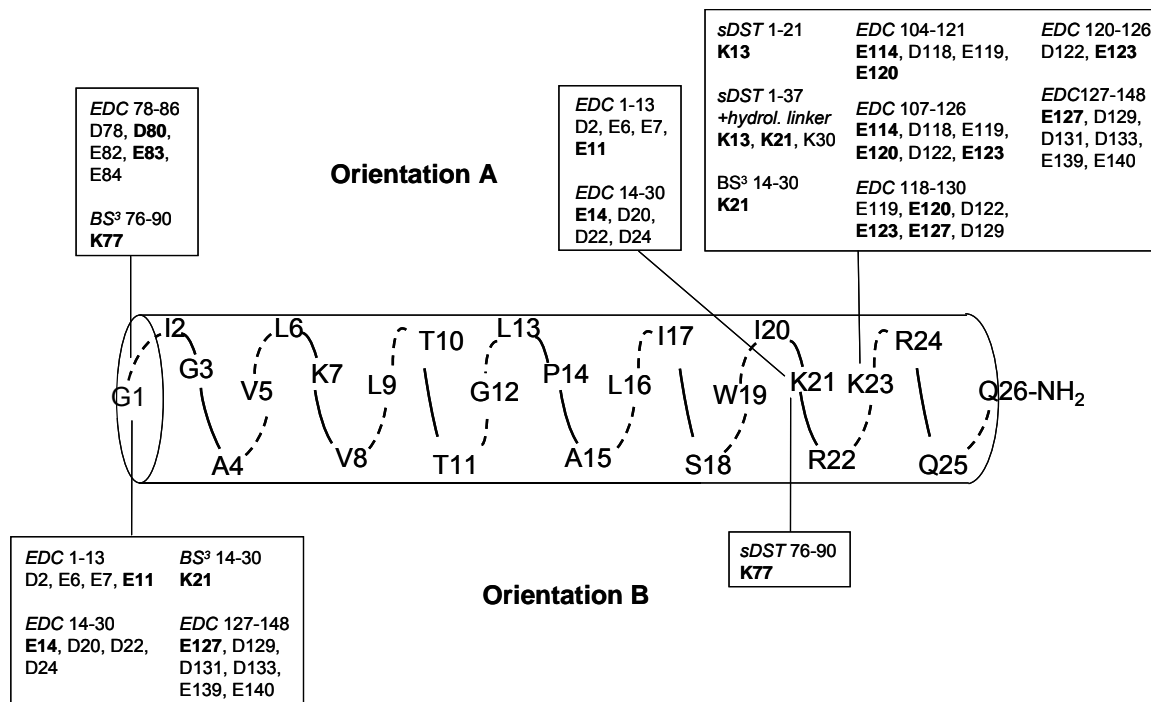 EDC 78-86
D78, D80,
E82, E83,
E84
BS³ 76-90
K77
Orientation A
EDC 1-13
D2, E6, E7,
E11
EDC 14-30
E14, D20,
D22, D24
sDST 1-21
K13
sDST 1-37
+hydrol. linker
K13, K21, K30
BS³ 14-30
K21
EDC 104-121
E114, D118, E119,
E120
EDC 107-126
E114, D118, E119,
E120, D122, E123
EDC 118-130
E119, E120, D122,
E123, E127, D129
EDC 120-126
D122, E123
EDC127-148
E127, D129,
D131, D133,
E139, E140
G1
I2
G3
A4
V5
L6
K7
V8
L9
T10
T11
G12
L13
P14
A15
L16
I17
S18
W19
I20
K21
R22
K23
R24
Q25
Q26-NH₂
EDC 1-13
D2, E6, E7, E11
EDC 14-30
E14, D20, D22,
D24
BS³ 14-30
K21
EDC 127-148
E127, D129,
D131, D133,
E139, E140
Orientation B
sDST 76-90
K77